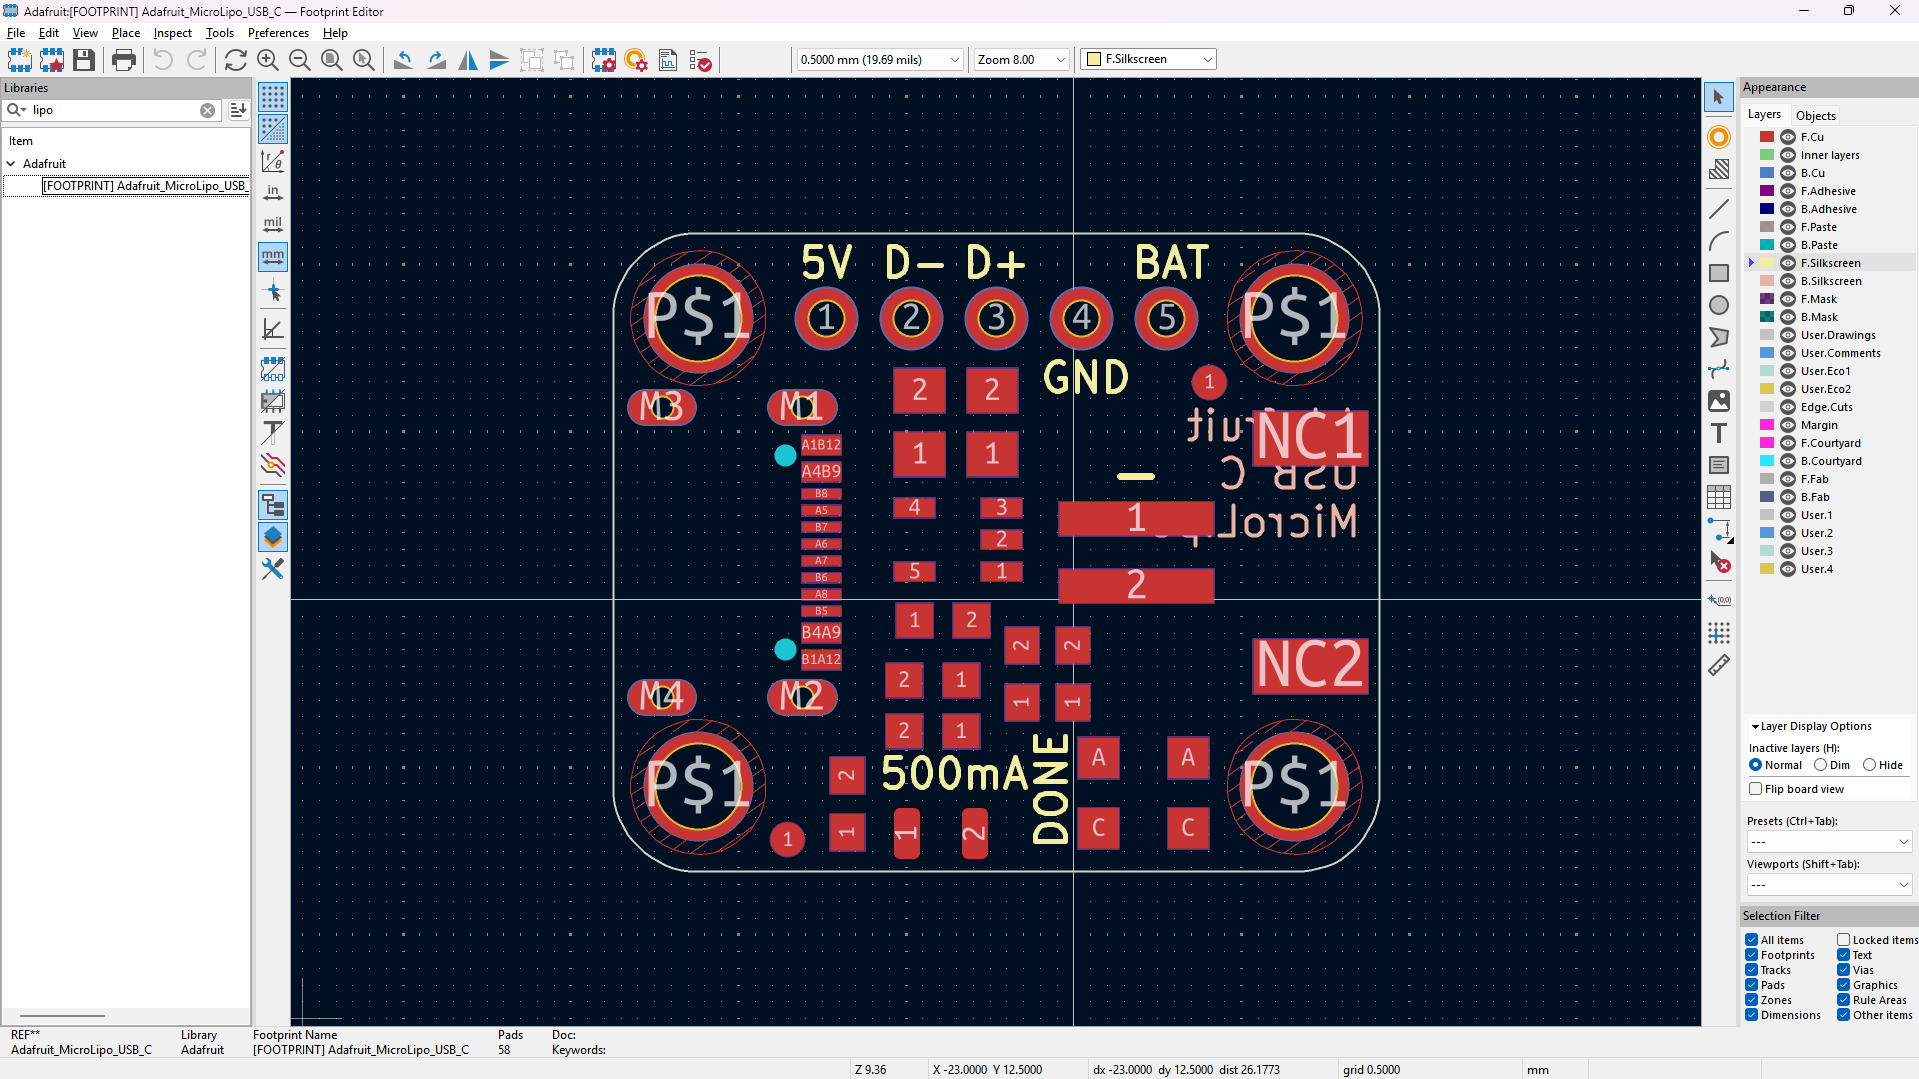 Adafruit:[FOOTPRINT] Adafruit_MicroLipo_USB_C — Footprint Editor
File Edit View Place Inspect Tools Preferences Help
0.5000 mm (19.69 mils) Zoom 8.00 F.Silkscreen
Libraries
lipo
Item
Adafruit
[FOOTPRINT] Adafruit_MicroLipo_USB_
r θ
in
mil
mm
5V D- D+ BAT
P$1 1 2 3 4 5 P$1
GND
2 2 1
M3 M1
NC1
A1B12
1 1
A4B9
USB C
B8
4 3
A5
1
MicroL
B7
2
A6
A7
5 1
B6
2
A8
B5
1 2
B4A9
2 2
B1A12
NC2
2 1
M4 M2
1 1
2 1
DONE
A A
500mA
P$1 2 P$1
1 1 1 2
C C
Appearance
Layers Objects
F.Cu
Inner layers
B.Cu
F.Adhesive
B.Adhesive
F.Paste
B.Paste
F.Silkscreen
B.Silkscreen
F.Mask
B.Mask
User.Drawings
User.Comments
User.Eco1
User.Eco2
Edge.Cuts
Margin
F.Courtyard
B.Courtyard
F.Fab
B.Fab
User.1
User.2
User.3
User.4
(0,0)
Layer Display Options
Inactive layers (H):
Normal Dim Hide
Flip board view
Presets (Ctrl+Tab):
---
Viewports (Shift+Tab):
---
Selection Filter
All items Locked items
Footprints Text
Tracks Vias
Pads Graphics
Zones Rule Areas
Dimensions Other items
REF** Library Footprint Name Pads Doc:
Adafruit_MicroLipo_USB_C Adafruit [FOOTPRINT] Adafruit_MicroLipo_USB_C 58 Keywords:
Z 9.36 X -23.0000 Y 12.5000 dx -23.0000 dy 12.5000 dist 26.1773 grid 0.5000 mm